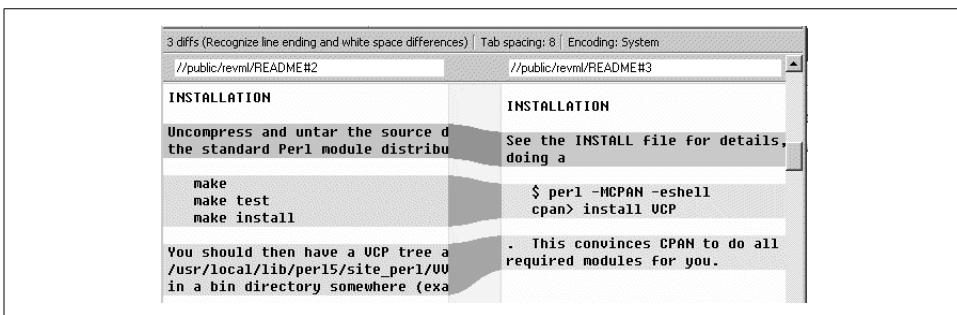 3 diffs (Recognize line ending and white space differences) Tab spacing: 8 Encoding: System
//public/revml/README#2
//public/revml/README#3
INSTALLATION
Uncompress and untar the source d
the standard Perl module distribu
make
make test
make install
You should then have a VCP tree a
/usr/local/lib/perl5/site_perl/VV
in a bin directory somewhere (exa
INSTALLATION
See the INSTALL file for details,
doing a
$ perl -MCPAN -eshell
cpan> install VCP
. This convinces CPAN to do all
required modules for you.